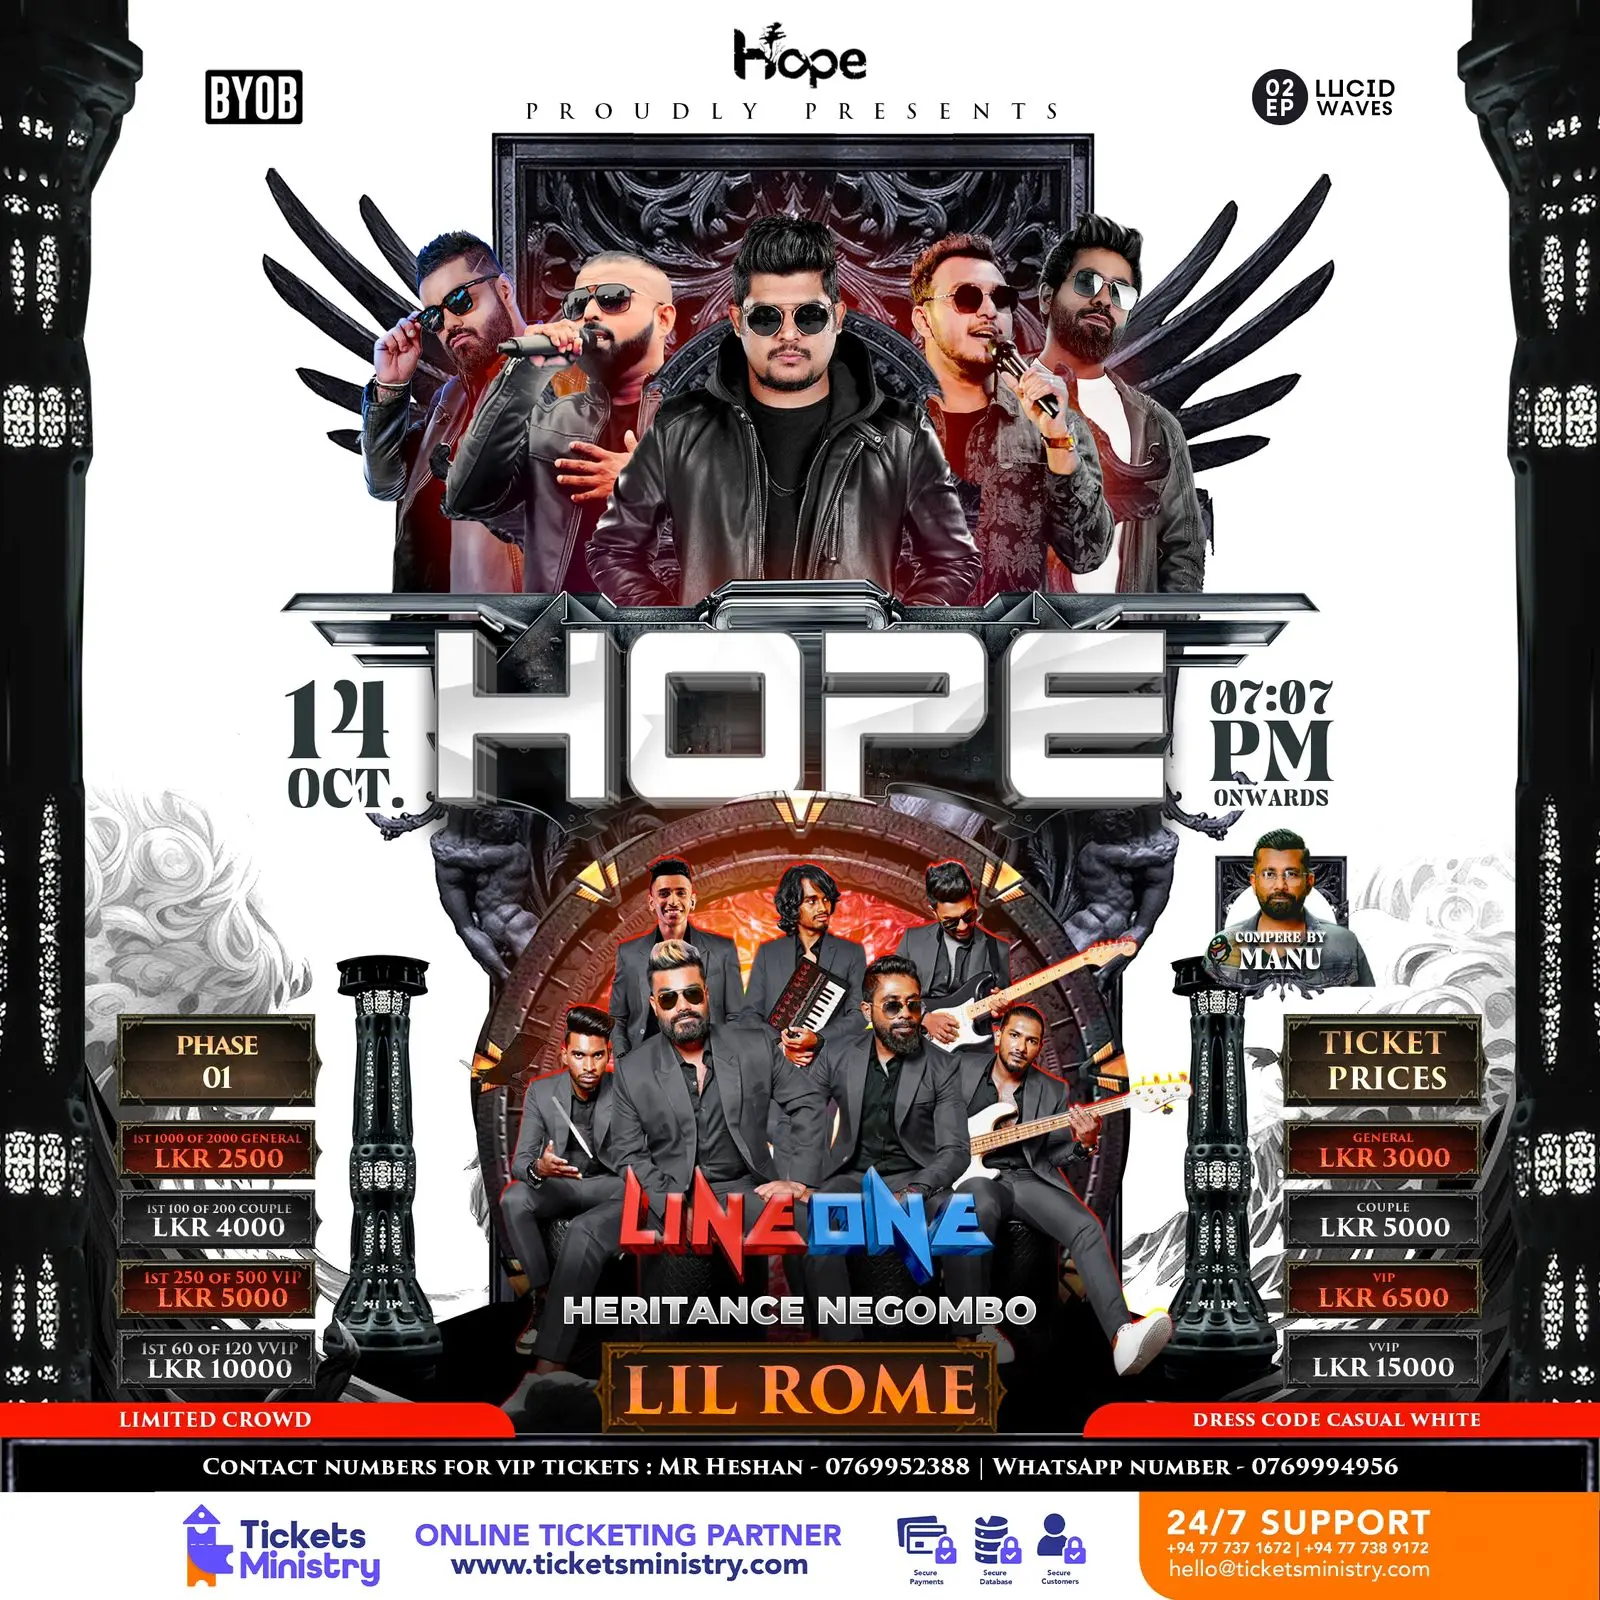 Hope
PROUDLY PRESENTS
BYOB
02 EP LUCID WAVES
HOPE
14
OCT.
07:07
PM
ONWARDS
COMPERE BY
MANU
PHASE
01
1ST 1000 OF 2000 GENERAL
LKR 2500
1ST 100 OF 200 COUPLE
LKR 4000
1ST 250 OF 500 VIP
LKR 5000
1ST 60 OF 120 VVIP
LKR 10000
TICKET
PRICES
GENERAL
LKR 3000
COUPLE
LKR 5000
VIP
LKR 6500
VVIP
LKR 15000
LINEONE
HERITANCE NEGOMBO
LIL ROME
LIMITED CROWD
DRESS CODE CASUAL WHITE
CONTACT NUMBERS FOR VIP TICKETS : MR HESHAN - 0769952388 | WHATSAPP NUMBER - 0769994956
Tickets
Ministry
ONLINE TICKETING PARTNER
www.ticketsministry.com
Secure
Payments
Secure
Database
Secure
Customers
24/7 SUPPORT
+94 77 737 1672 | +94 77 738 9172
hello@ticketsministry.com